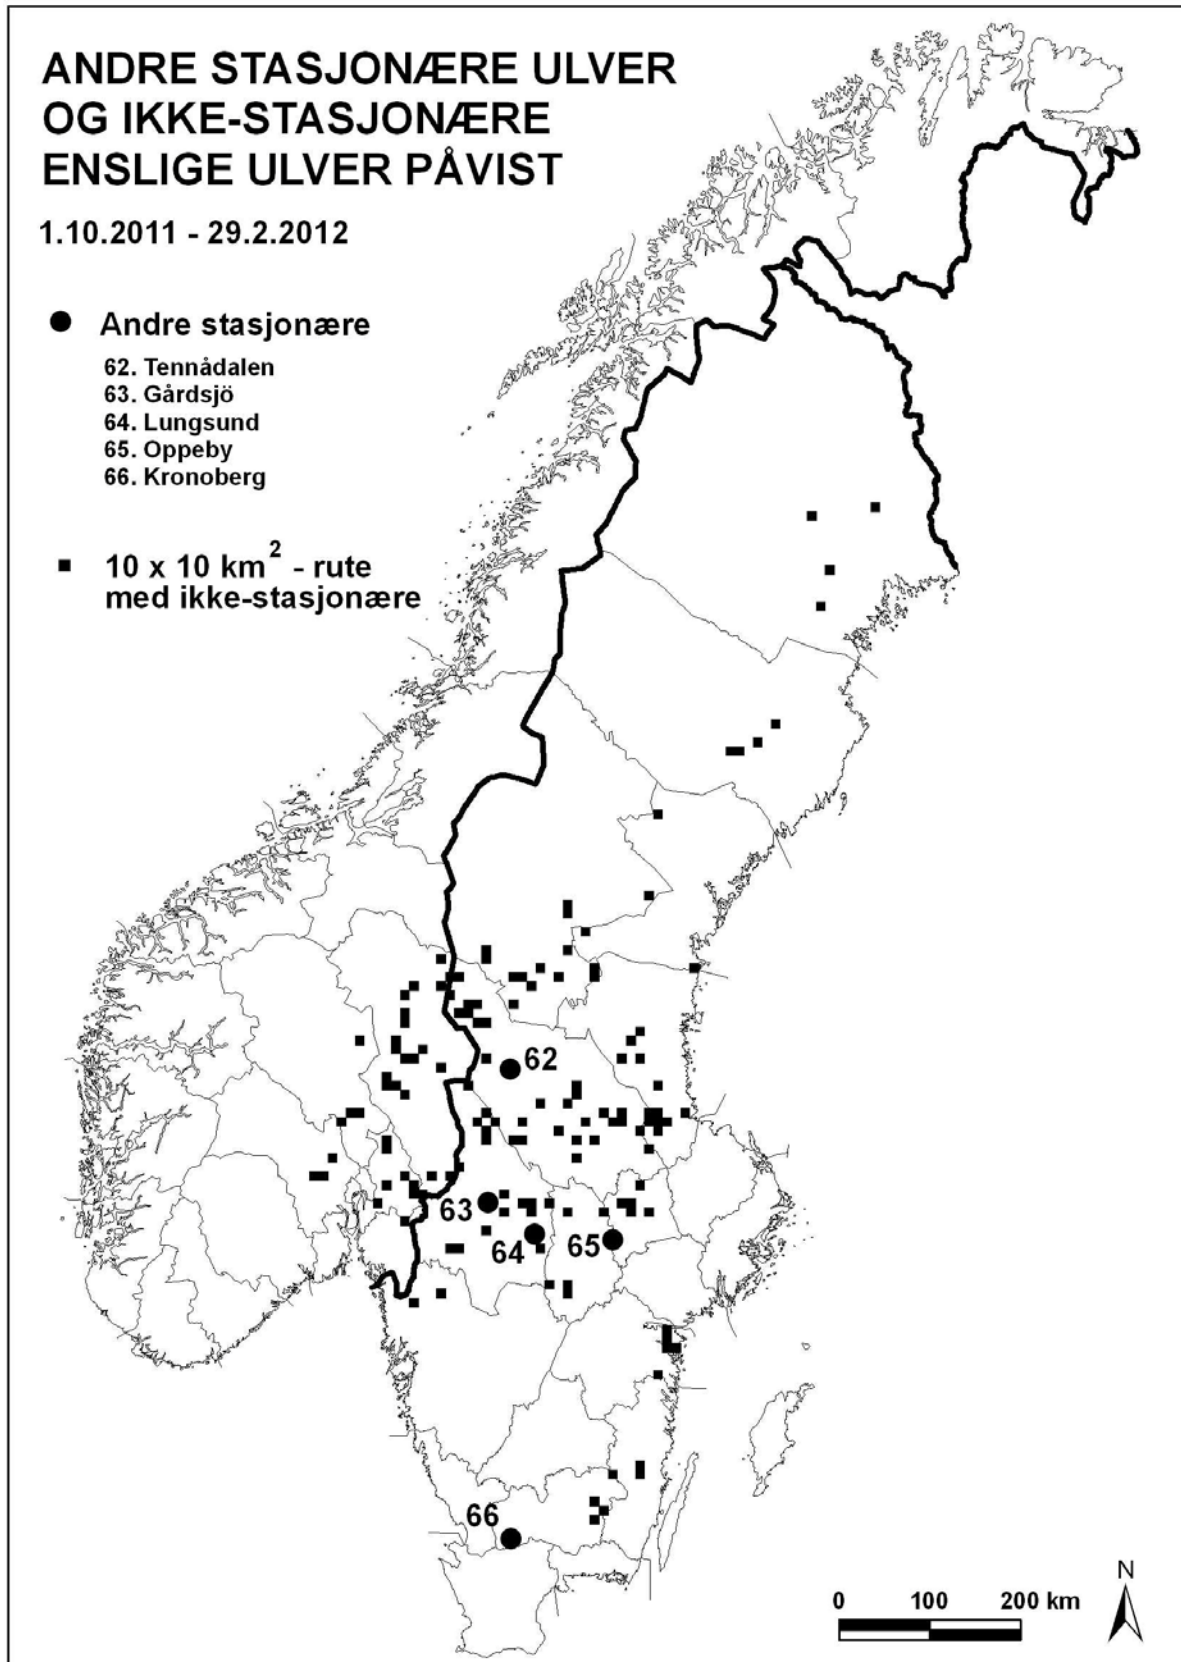 ANDRE STASJONÆRE ULVER
OG IKKE-STASJONÆRE
ENSLIGE ULVER PÅVIST
1.10.2011 - 29.2.2012
Andre stasjonære
62. Tennådalen
63. Gårdsjö
64. Lungsund
65. Oppeby
66. Kronoberg
10 x 10 km² - rute
med ikke-stasjonære
62
63
64
65
66
N
0 100 200 km